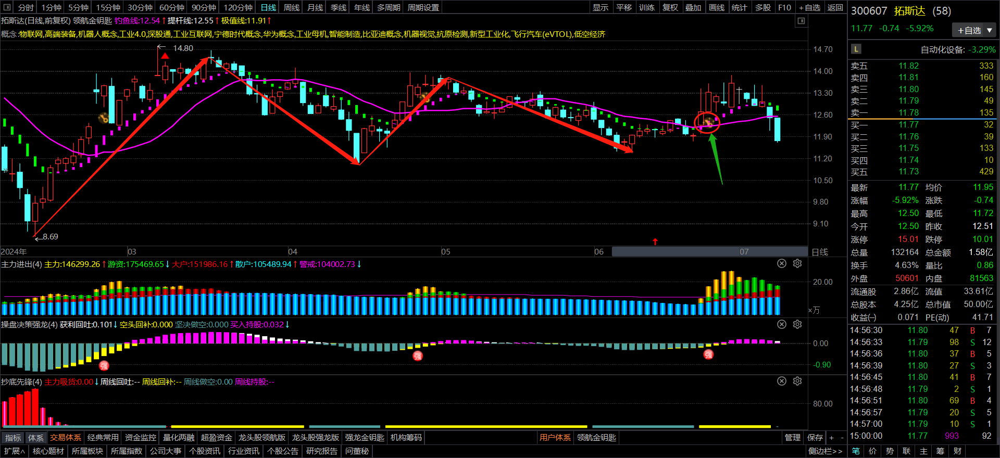 分时 1分钟 5分钟 15分钟 30分钟 60分钟 90分钟 120分钟 日线 周线 月线 季线 年线 多周期 周期设置 显示 平移 训练 复权 叠加 画线 统计 多股 F10 +自选 返回
拓斯达(日线,前复权) 领航金钥匙 钓鱼线:12.54↑ 提杆线:12.55↑ 极值线:11.91↑
概念:物联网,高端装备,机器人概念,工业4.0,深股通,工业互联网,宁德时代概念,华为概念,工业母机,智能制造,比亚迪概念,机器视觉,抗原检测,新型工业化,飞行汽车(eVTOL),低空经济
14.80
8.69
14.70
14.00
13.30
12.60
11.90
11.20
10.50
9.80
9.10
2024年 03 04 05 06 07 日线
主力进出(4) 主力:146299.26↑ 游资:175469.65↓ 大户:151986.16↑ 散户:105489.94↑ 警戒:104002.73↓
20.00
×万
操盘决策强龙(4) 获利回吐:0.101↓ 空头回补:0.000 坚决做空:0.000 买入持股:0.032↓
0.00
-0.90
强 强 强
抄底先锋(4) 主力吸货:0.00↓ 周线回吐:-- 周线回补:-- 周线做空:0.00 周线持股:--
80.00
指标 体系 交易体系 经典常用 资金监控 量化两融 超盈资金 龙头股领航版 龙头股强龙版 强龙金钥匙 机构筹码 用户体系 领航金钥匙 管理 保存 + -
扩展∧ 核心题材 所属板块 所属指数 公司大事 个股资讯 行业资讯 个股公告 研究报告 问董秘 侧边栏>>
300607 拓斯达 (58)
11.77 -0.74 -5.92% +自选 ▼
L 自动化设备: -3.29%
卖五 11.82 333
卖四 11.81 160
卖三 11.80 145
卖二 11.79 49
卖一 11.78 135
买一 11.77 32
买二 11.76 39
买三 11.75 133
买四 11.74 10
买五 11.73 429
最新 11.77 均价 11.95
涨幅 -5.92% 涨跌 -0.74
最高 12.50 最低 11.72
今开 12.50 昨收 12.51
涨停 15.01 跌停 10.01
总量 132164 总金额 1.58亿
换手 4.63% 量比 0.86
外盘 50601 内盘 81563
流通股 2.86亿 流值 33.61亿
总股本 4.25亿 总市值 50.00亿
收益㈠ 0.071 PE(动) 41.71
14:56:30 11.80 47 B 7
14:56:33 11.79 98 S 12
14:56:36 11.80 37 B 5
14:56:39 11.80 27 S 3
14:56:45 11.80 41 B 7
14:56:48 11.79 2 S 1
14:56:51 11.80 69 B 4
14:56:57 11.79 20 S 5
14:57:00 11.79 10 S 1
15:00:00 11.77 993 92
笔 价 势 联 主 筹 财